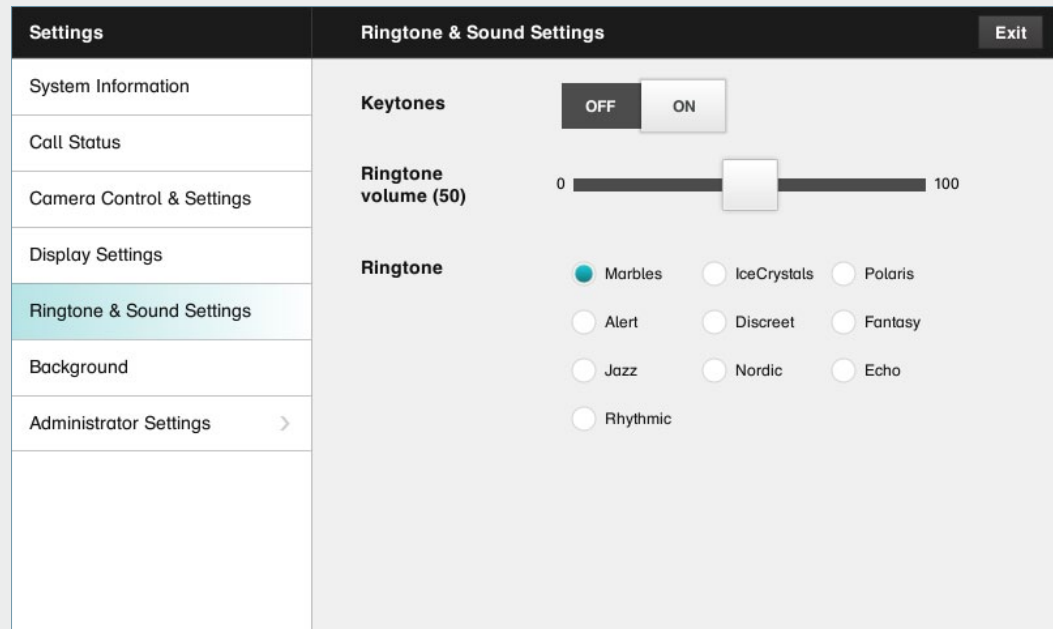 Settings
Ringtone & Sound Settings
Exit
System Information
Call Status
Camera Control & Settings
Display Settings
Ringtone & Sound Settings
Background
Administrator Settings
Keytones
OFF
ON
Ringtone
volume (50)
0
100
Ringtone
Marbles
IceCrystals
Polaris
Alert
Discreet
Fantasy
Jazz
Nordic
Echo
Rhythmic